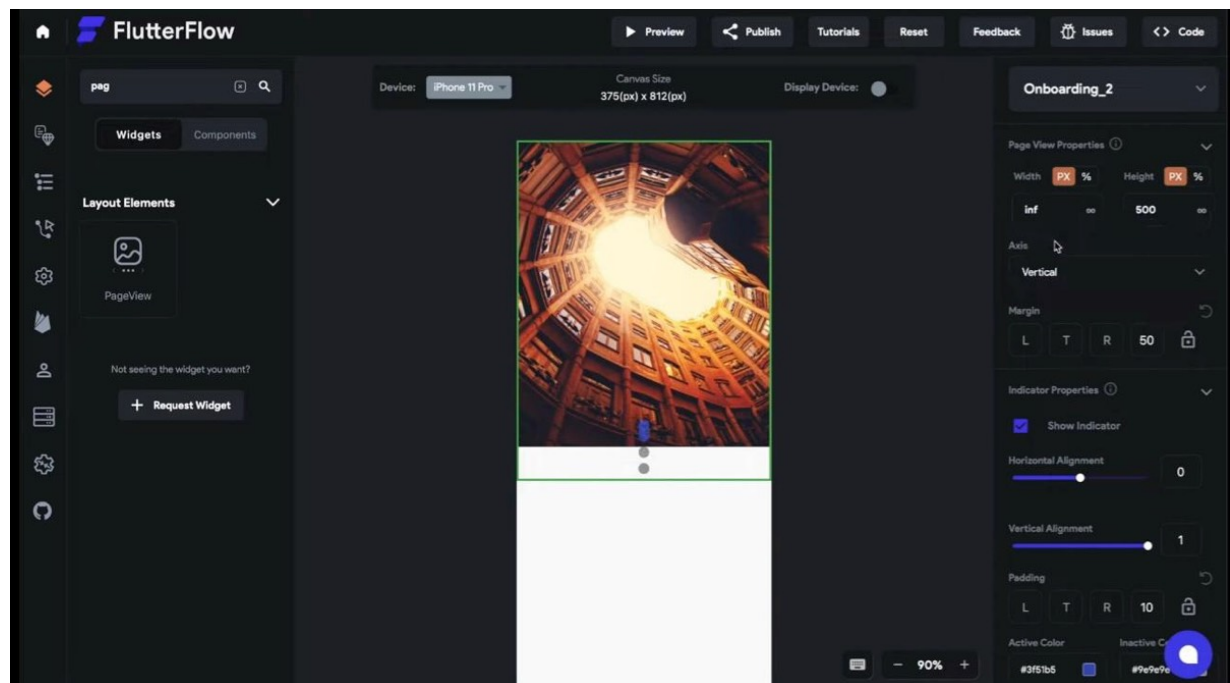 FlutterFlow
Preview
Publish
Tutorials
Reset
Feedback
Issues
<> Code
pag
Widgets
Components
Layout Elements
PageView
Not seeing the widget you want?
+ Request Widget
Device:
iPhone 11 Pro
Canvas Size
375(px) x 812(px)
Display Device:
− 90% +
Onboarding_2
Page View Properties
Width PX % Height PX %
inf ∞ 500 ∞
Axis
Vertical
Margin
L T R 50
Indicator Properties
Show Indicator
Horizontal Alignment
0
Vertical Alignment
1
Padding
L T R 10
Active Color
Inactive C
#3f51b5
#9e9e9e